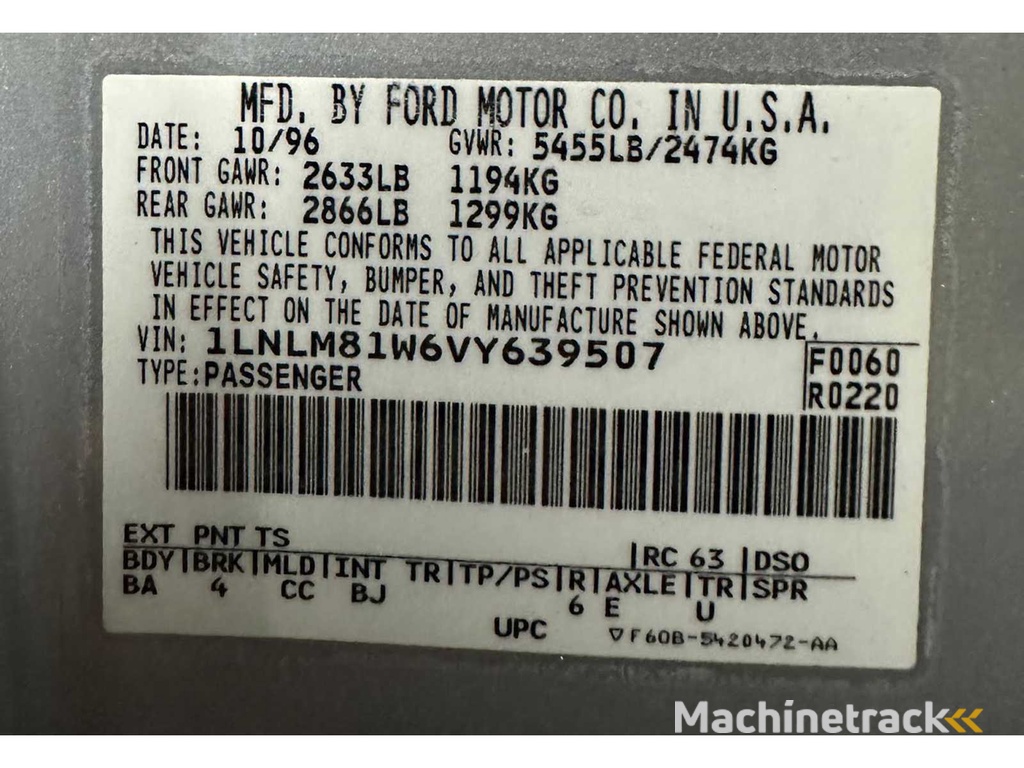 MFD. BY FORD MOTOR CO. IN U.S.A.
DATE: 10/96 GVWR: 5455LB/2474KG
FRONT GAWR: 2633LB 1194KG
REAR GAWR: 2866LB 1299KG
THIS VEHICLE CONFORMS TO ALL APPLICABLE FEDERAL MOTOR
VEHICLE SAFETY, BUMPER, AND THEFT PREVENTION STANDARDS
IN EFFECT ON THE DATE OF MANUFACTURE SHOWN ABOVE.
VIN: 1LNLM81W6VY639507 F0060
TYPE: PASSENGER R0220
EXT PNT TS RC 63 DSO
BDY BRK MLD INT TR TP/PS R AXLE TR SPR
BA 4 CC BJ 6 E U
UPC ▽F60B-5420472-AA
Machinetrack